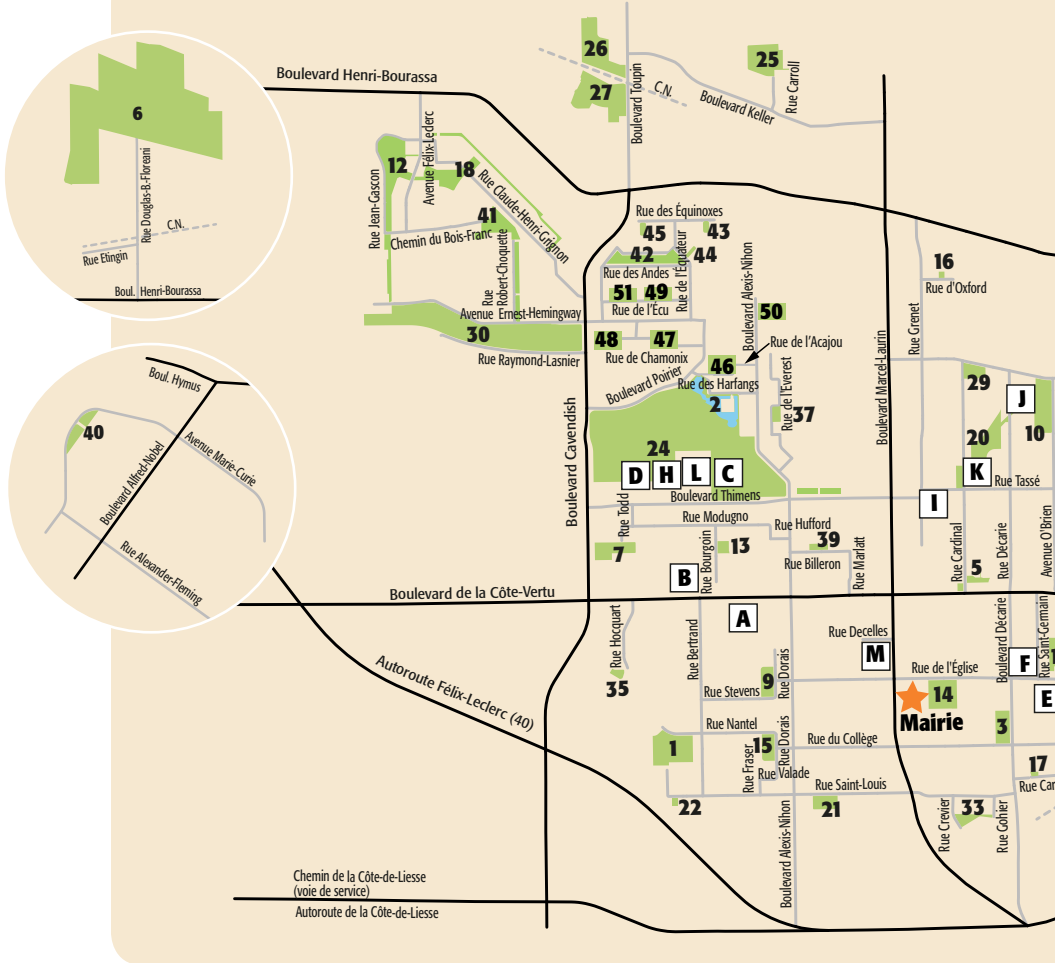 26
25
Boulevard Henri-Bourassa
27
C.N.
Boulevard Toupin
Boulevard Keller
Rue Carroll
6
Rue Douglas-B.-Floreani
C.N.
Rue Etingin
Boul. Henri-Bourassa
12
Avenue Félix-Leclerc
18
Rue Claude-Henri-Grignon
Rue Jean-Gascon
41
Chemin du Bois-Franc
Rue
Robert-Choquette
Avenue Ernest-Hemingway
30
Rue Raymond-Lasnier
Rue des Équinoxes
45
43
42
44
Rue de l'Équateur
Rue des Andes
51
49
Rue de l'Écu
48
47
Rue de Chamonix
Boulevard Alexis-Nihon
50
Rue de l'Acajou
46
Boulevard Poirier
Rue des Harfangs
2
Rue de l'Everest
37
16
Rue d'Oxford
Rue Grenet
Boulevard Marcel-Laurin
29
J
20
10
K
Rue Tassé
Boul. Hymus
40
Boulevard Alfred-Nobel
Avenue Marie-Curie
Rue Alexander-Fleming
Boulevard Cavendish
24
D
H
L
C
Boulevard Thimens
I
Rue Todd
Rue Modugno
Rue Hufford
7
Rue Bourgoin
13
39
Rue Billeron
Rue Marlatt
Rue Cardinal
5
Rue Décarie
Avenue O'Brien
B
Boulevard de la Côte-Vertu
A
Rue Hocquart
35
Rue Bertrand
Rue Decelles
M
Rue de l'Église
Boulevard Décarie
F
Rue Saint-Germain
1
E
9
Rue Dorais
Rue Stevens
14
Mairie
3
Autoroute Félix-Leclerc (40)
Rue Nantel
1
15
Rue Dorais
Rue du Collège
Rue Fraser
Rue Valade
17
Rue Car
Rue Saint-Louis
22
21
33
Rue Crevier
Rue Gohier
Boulevard Alexis-Nihon
Chemin de la Côte-de-Liesse
(voie de service)
Autoroute de la Côte-de-Liesse